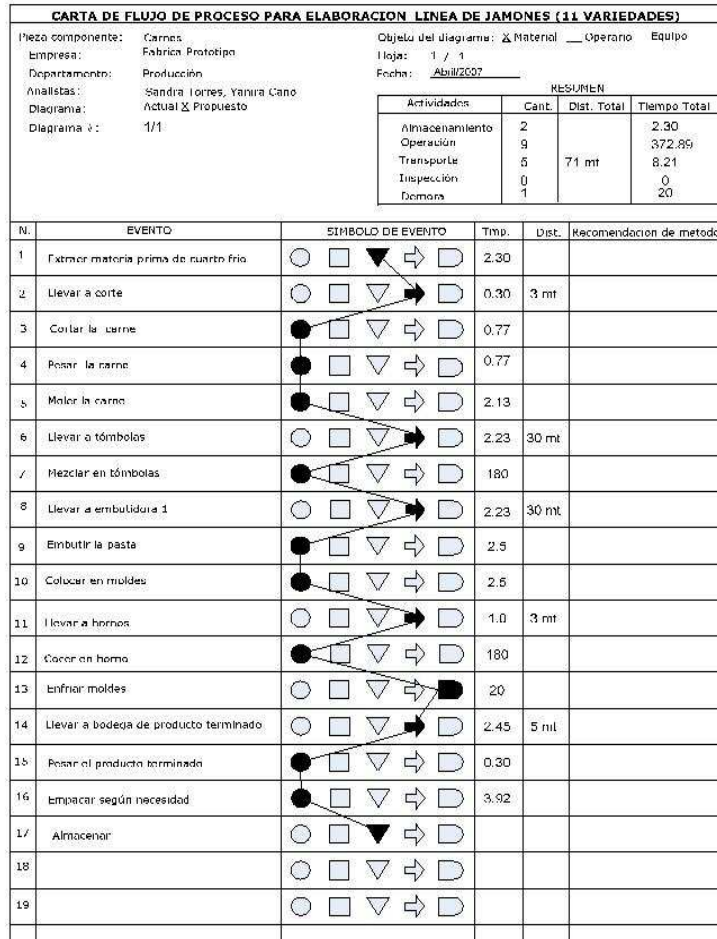 CARTA DE FLUJO DE PROCESO PARA ELABORACION LINEA DE JAMONES (11 VARIEDADES)
Pieza componente: Carnes
Empresa: Fabrica Prototipo
Departamento: Producción
Analistas: Sandra Torres, Yanira Cano
Diagrama: Actual X Propuesto
Diagrama #: 1/1
Objeto del diagrama: X Material __ Operario Equipo
Hoja: 1 / 1
Fecha: Abril/2007
RESUMEN
Actividades Cant. Dist. Total Tiempo Total
Almacenamiento 2 2.30
Operación 9 372.89
Transporte 5 71 mt 8.21
Inspección 0 0
Demora 1 20
N. EVENTO SIMBOLO DE EVENTO Tmp. Dist. Recomendacion de metodo
1 Extraer materia prima de cuarto frio 2.30
2 Llevar a corte 0.30 3 mt
3 Cortar la carne 0.77
4 Pesar la carne 0.77
5 Moler la carne 2.13
6 Llevar a tómbolas 2.23 30 mt
7 Mezclar en tómbolas 180
8 Llevar a embutidora 1 2.23 30 mt
9 Embutir la pasta 2.5
10 Colocar en moldes 2.5
11 Llevar a hornos 1.0 3 mt
12 Cocer en horno 180
13 Enfriar moldes 20
14 Llevar a bodega de producto terminado 2.45 5 mt
15 Pesar el producto terminado 0.30
16 Empacar según necesidad 3.92
17 Almacenar
18
19